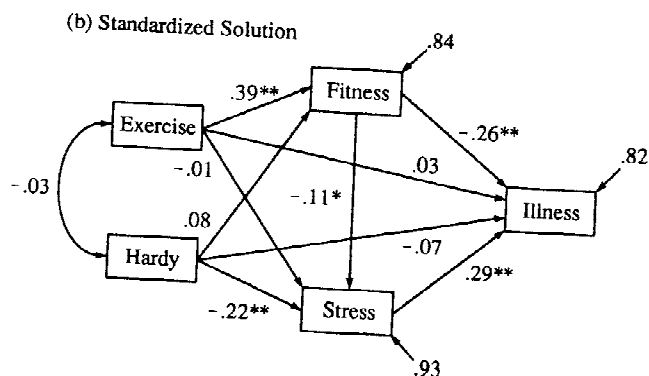 (b) Standardized Solution
.84
.39**
Fitness
Exercise
-.26**
-.01
.03
.82
-.03
-.11*
.08
Illness
Hardy
-.07
.29**
-.22**
Stress
.93